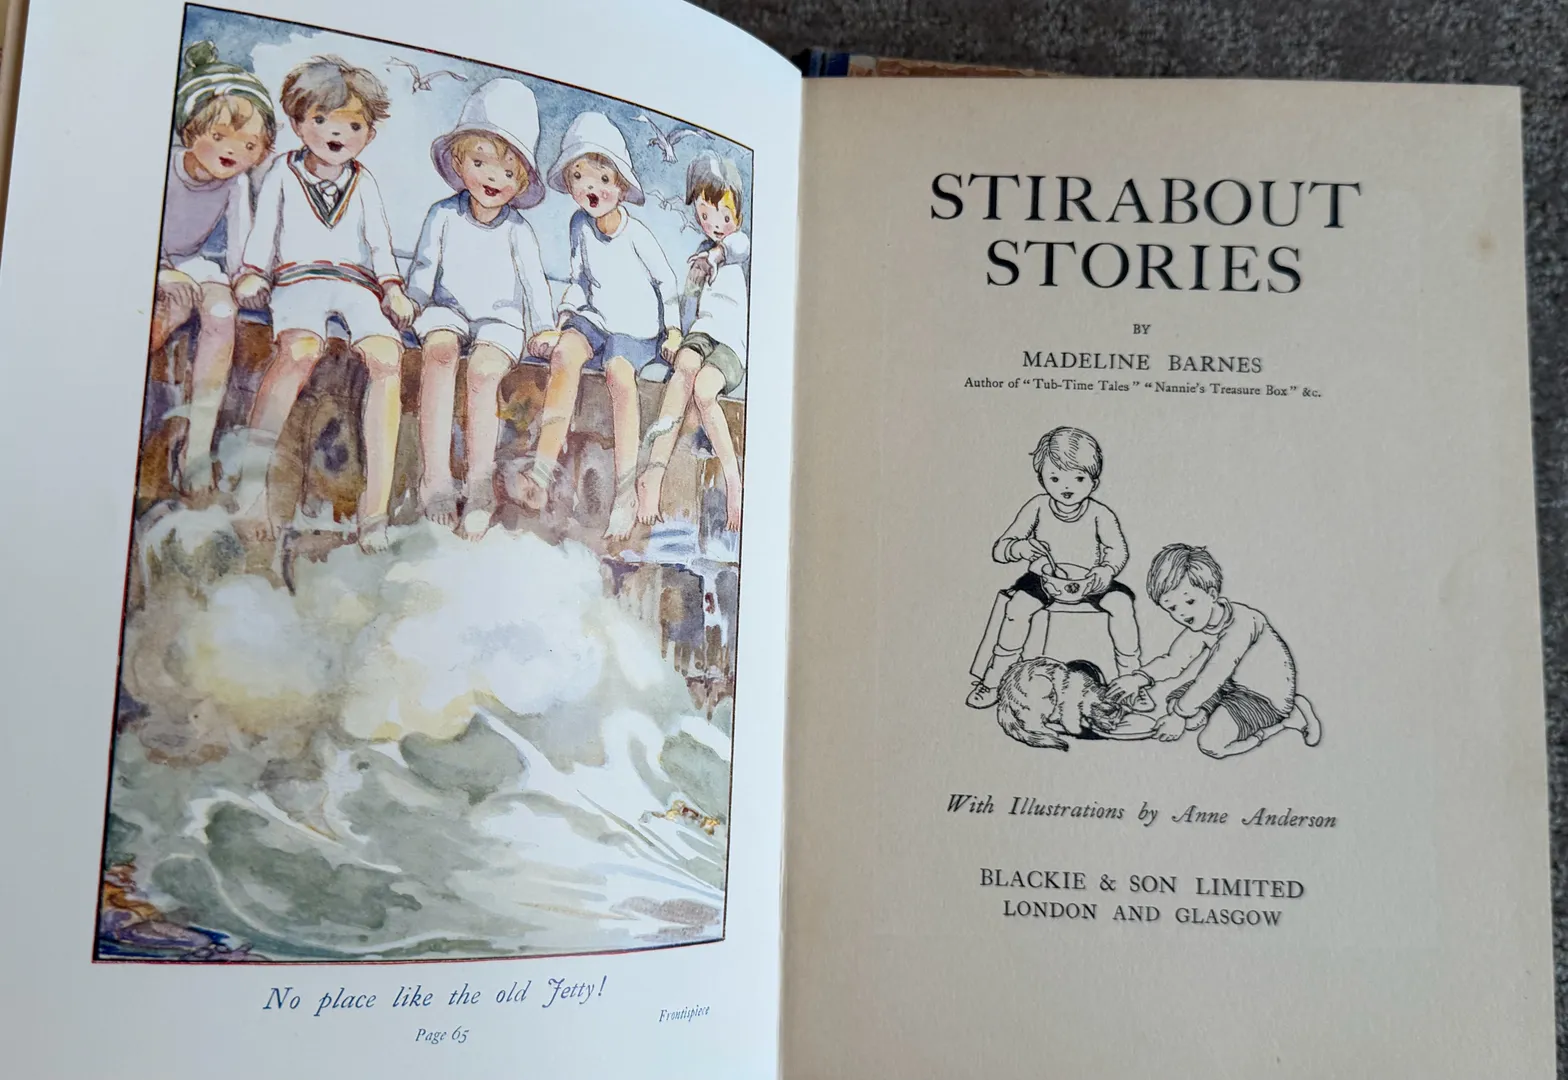 No place like the old Jetty!
Page 65
Frontispiece
STIRABOUT
STORIES
BY
MADELINE BARNES
Author of "Tub-Time Tales" "Nannie's Treasure Box" &c.
With Illustrations by Anne Anderson
BLACKIE & SON LIMITED
LONDON AND GLASGOW